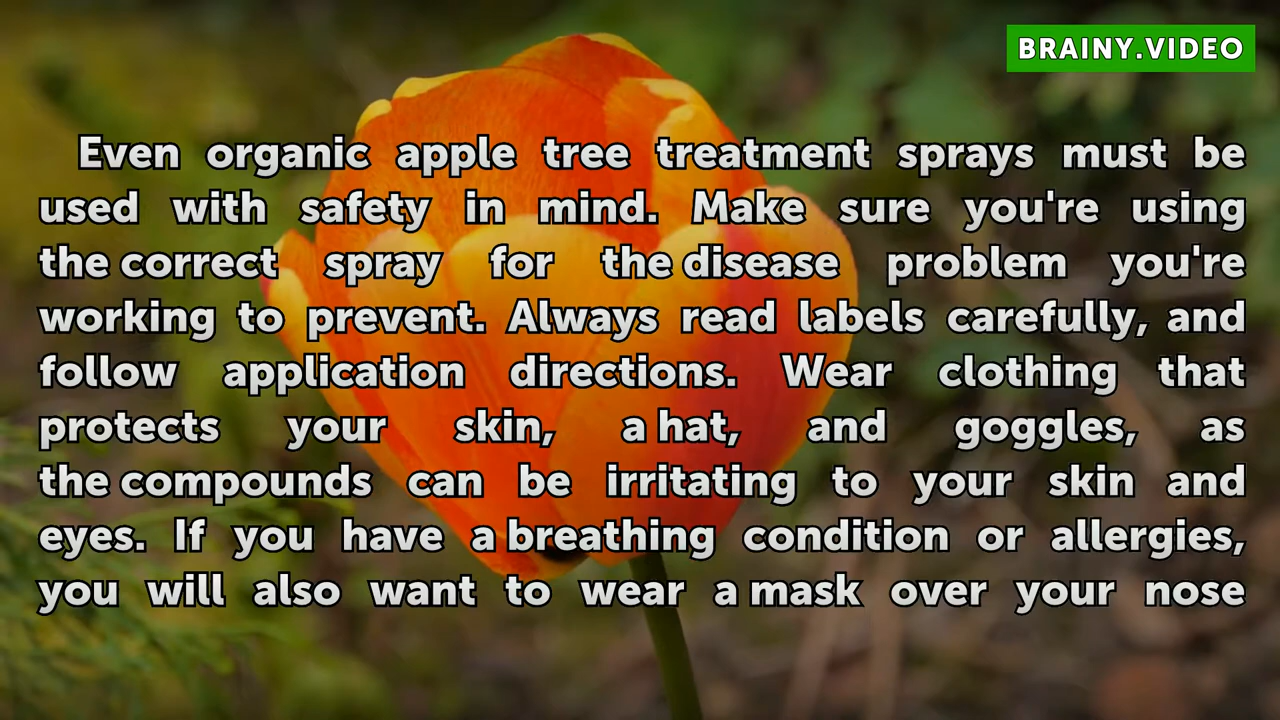 BRAINY.VIDEO
Even organic apple tree treatment sprays must be
used with safety in mind. Make sure you're using
the correct spray for the disease problem you're
working to prevent. Always read labels carefully, and
follow application directions. Wear clothing that
protects your skin, a hat, and goggles, as
the compounds can be irritating to your skin and
eyes. If you have a breathing condition or allergies,
you will also want to wear a mask over your nose